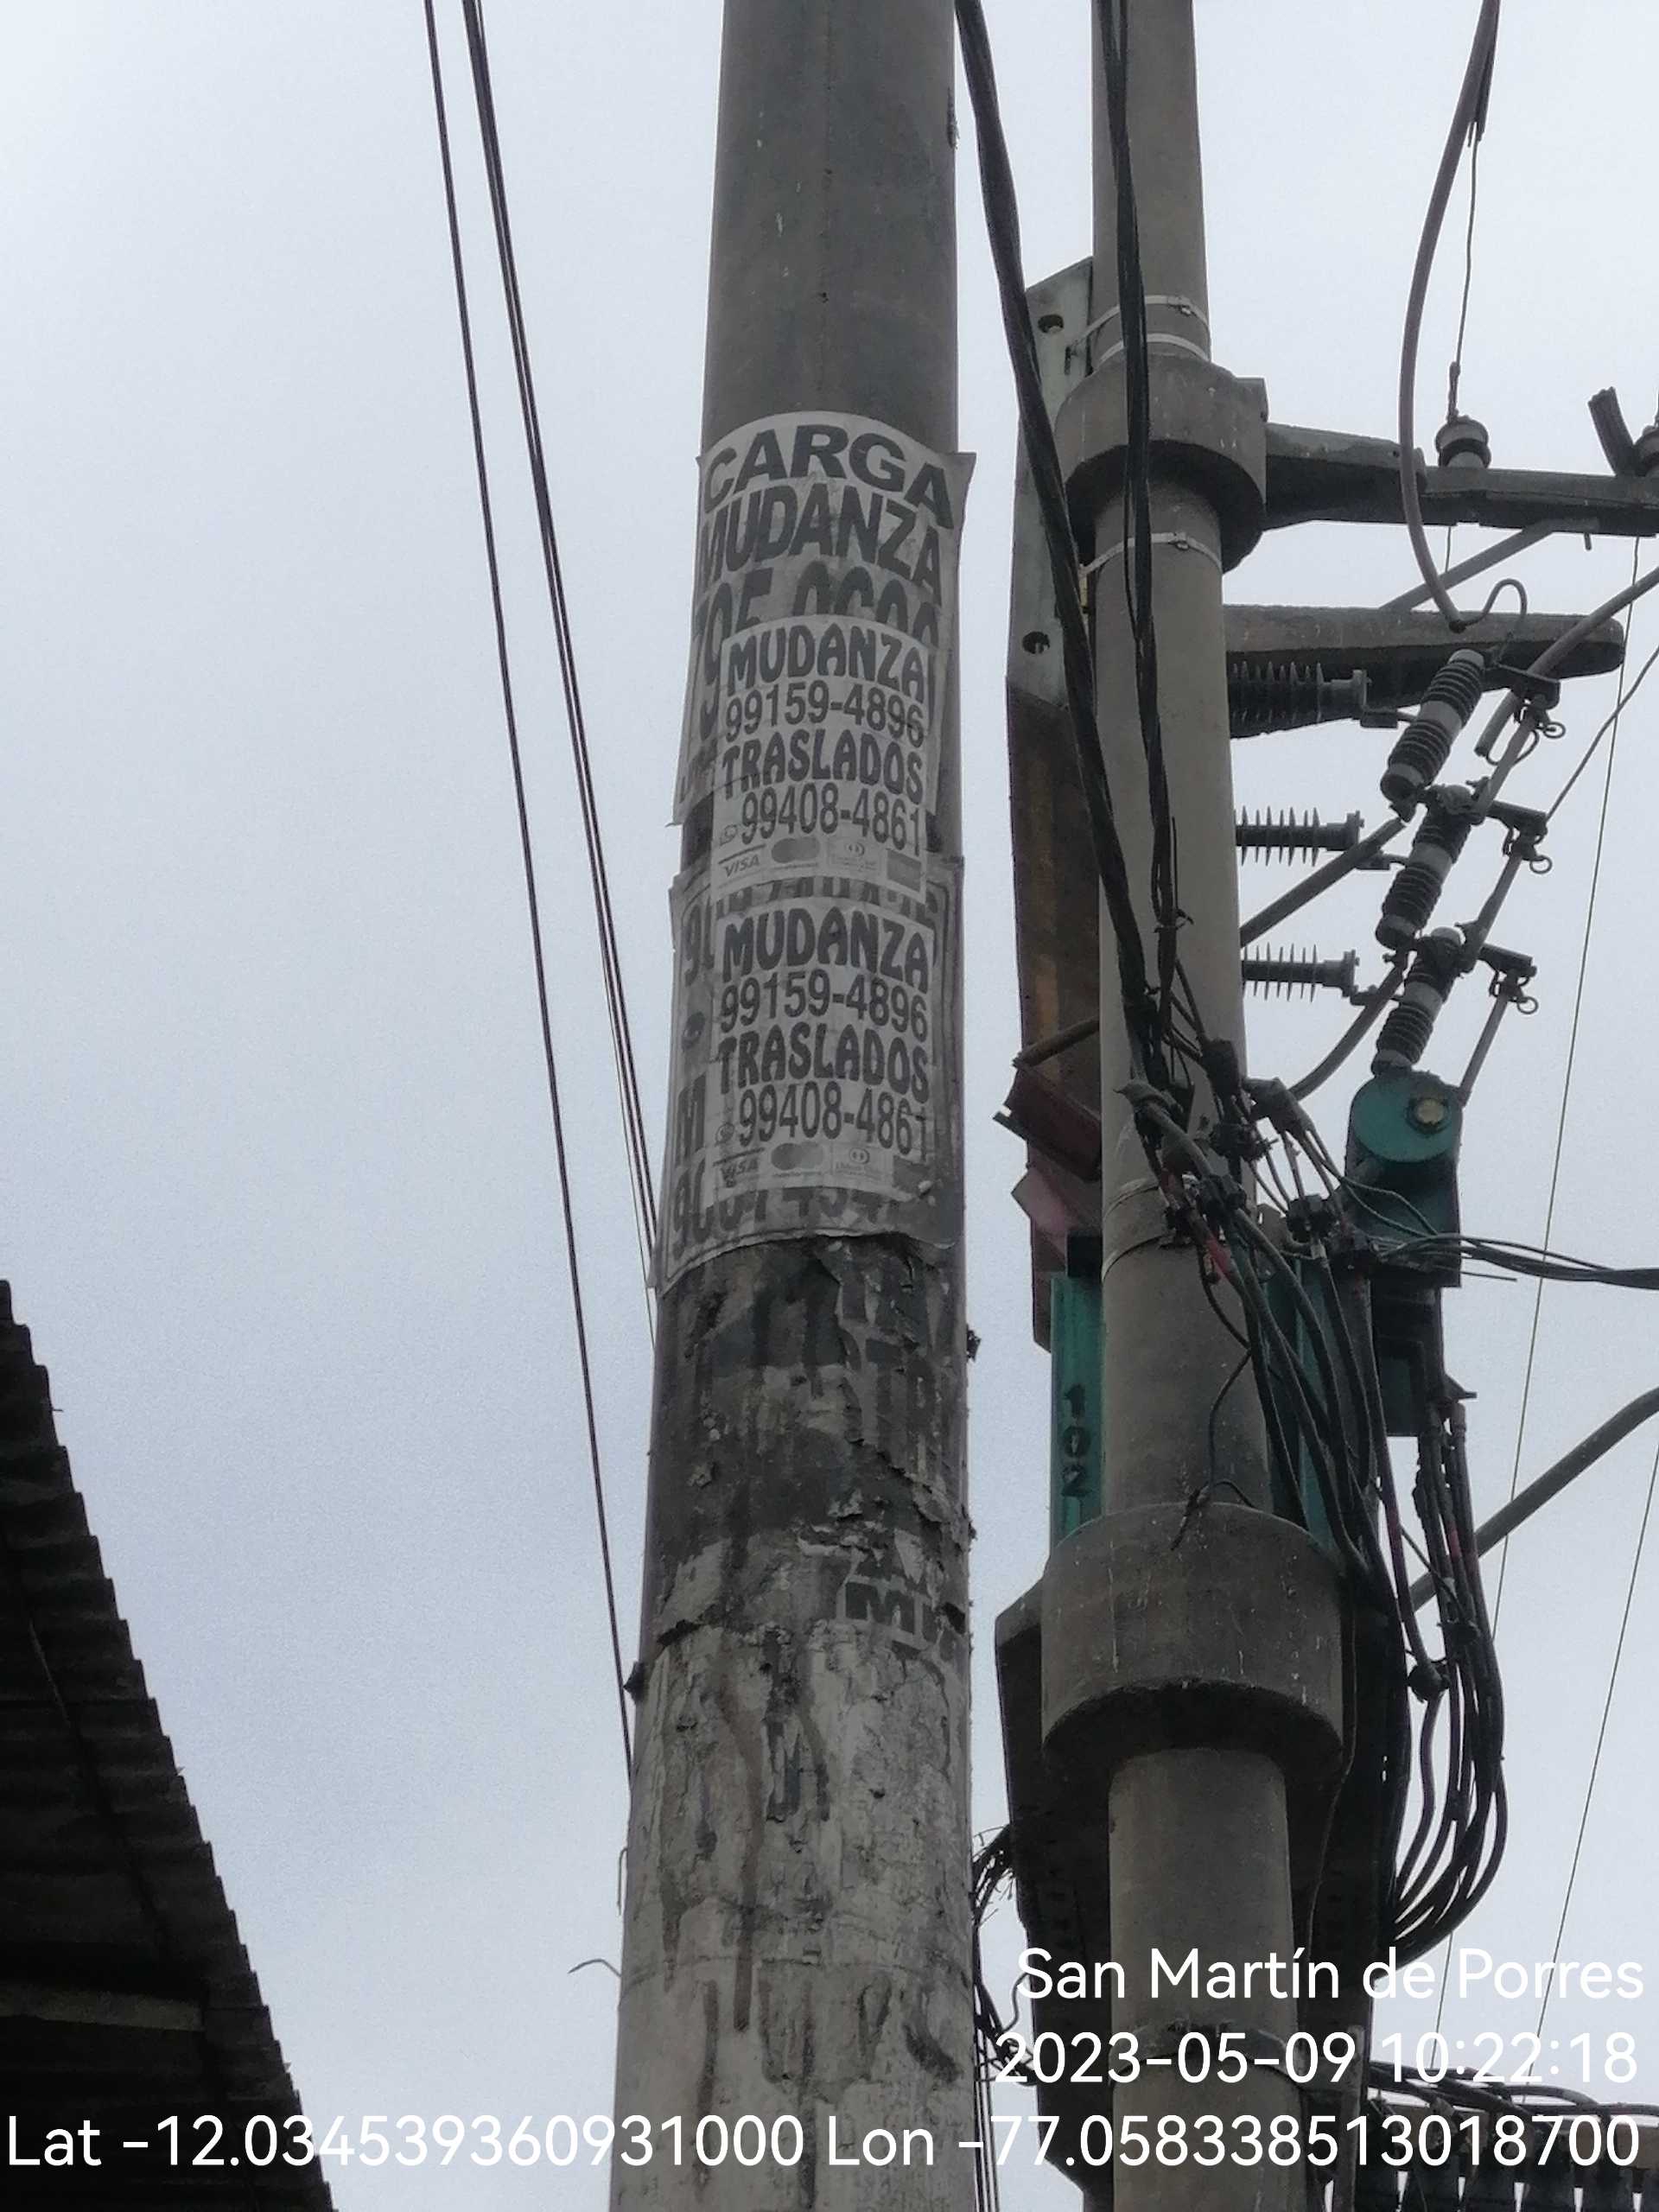 CARGA
MUDANZA
MUDANZA
99159-4896
TRASLADOS
99408-4861
VISA
MUDANZA
99159-4896
TRASLADOS
99408-4861
VISA
M
102
TR
M
San Martín de Porres
2023-05-09 10:22:18
Lat -12.034539360931000 Lon -77.058338513018700